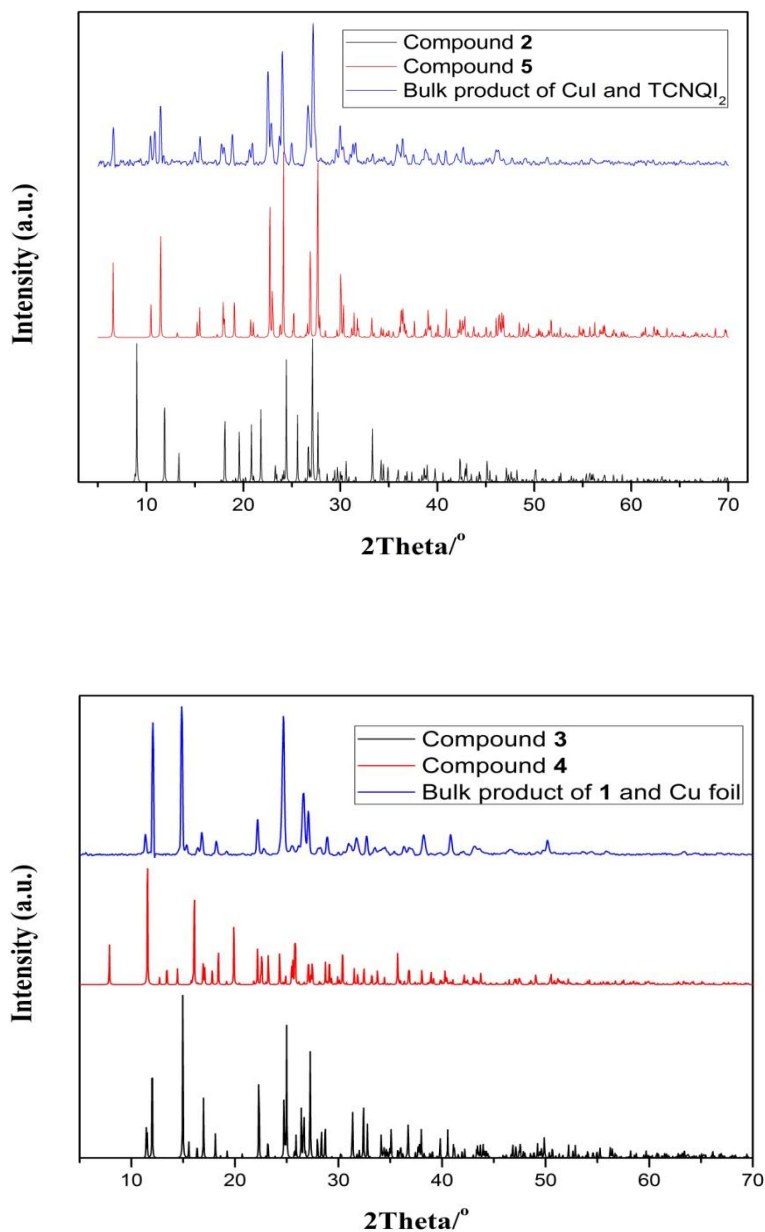 Compound 2
Compound 5
Bulk product of CuI and TCNQI₂
Intensity (a.u.)
10 20 30 40 50 60 70
2Theta/°
Compound 3
Compound 4
Bulk product of 1 and Cu foil
Intensity (a.u.)
10 20 30 40 50 60 70
2Theta/°